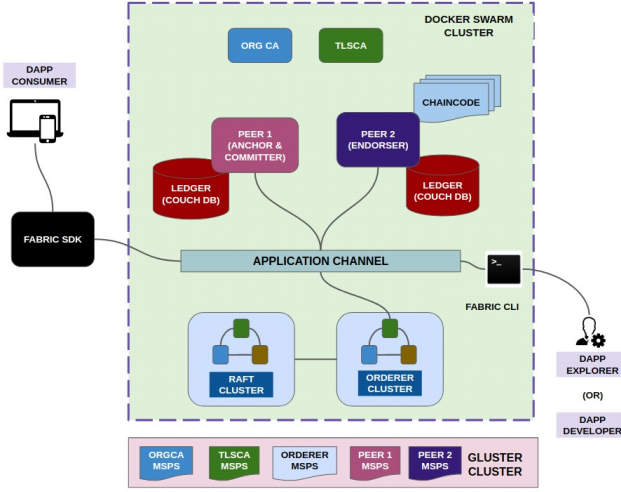 DOCKER SWARM
CLUSTER
ORG CA
TLSCA
DAPP
CONSUMER
CHAINCODE
PEER 1
(ANCHOR &
COMMITTER)
PEER 2
(ENDORSER)
LEDGER
(COUCH DB)
LEDGER
(COUCH DB)
FABRIC SDK
APPLICATION CHANNEL
>_
FABRIC CLI
RAFT
CLUSTER
ORDERER
CLUSTER
DAPP
EXPLORER
(OR)
DAPP
DEVELOPER
ORGCA
MSPS
TLSCA
MSPS
ORDERER
MSPS
PEER 1
MSPS
PEER 2
MSPS
GLUSTER
CLUSTER